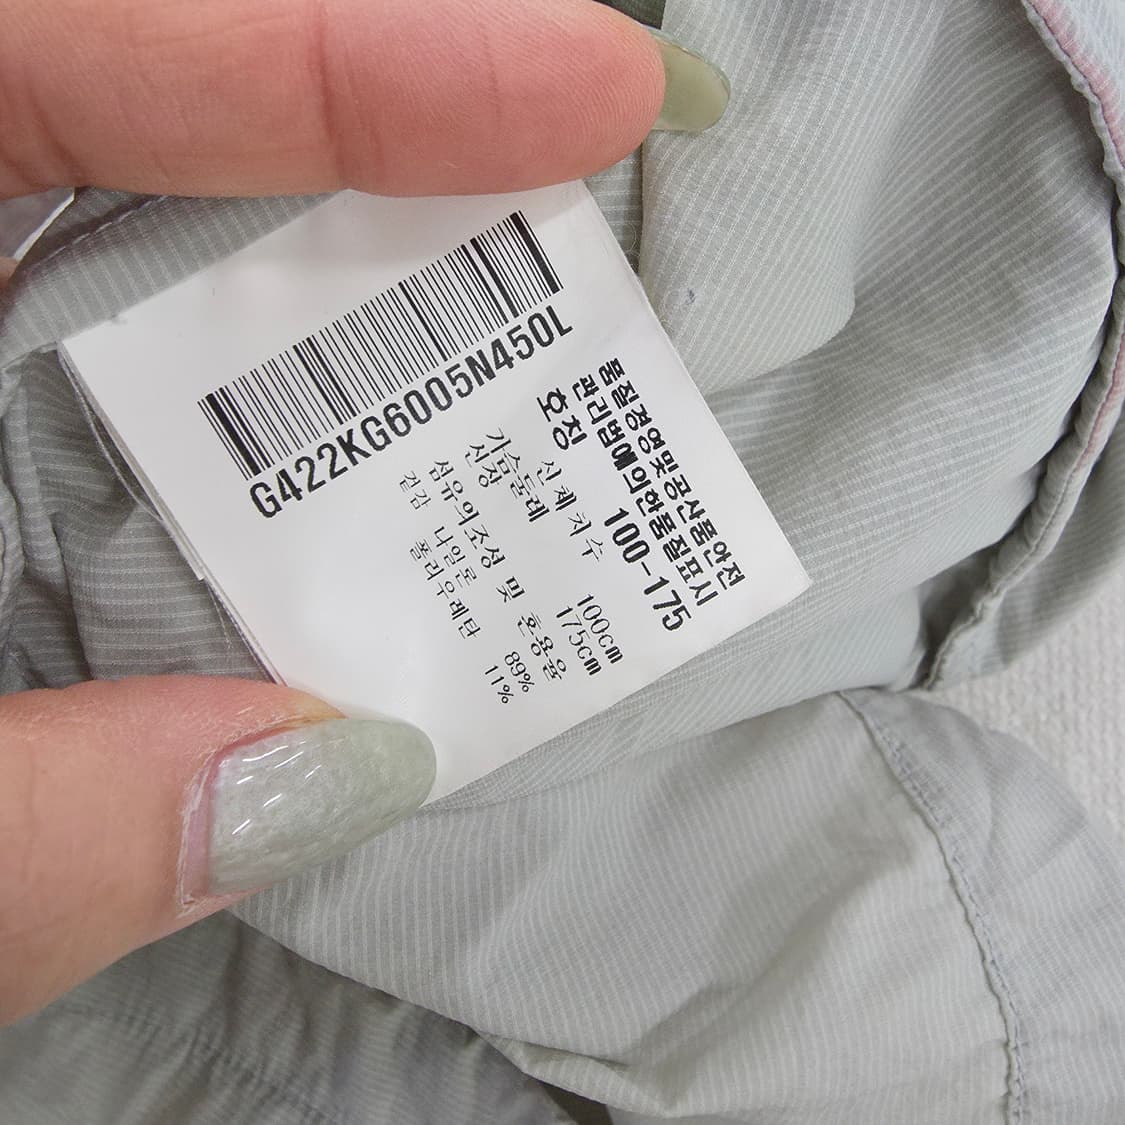 G422KG6005N450L
품질경영및공산품안전
관리법에의한품질표시
호칭 100-175
신체치수
가슴둘레 100cm
신장 175cm
섬유의조성 및 혼용율
겉감 나일론 89%
폴리우레탄 11%